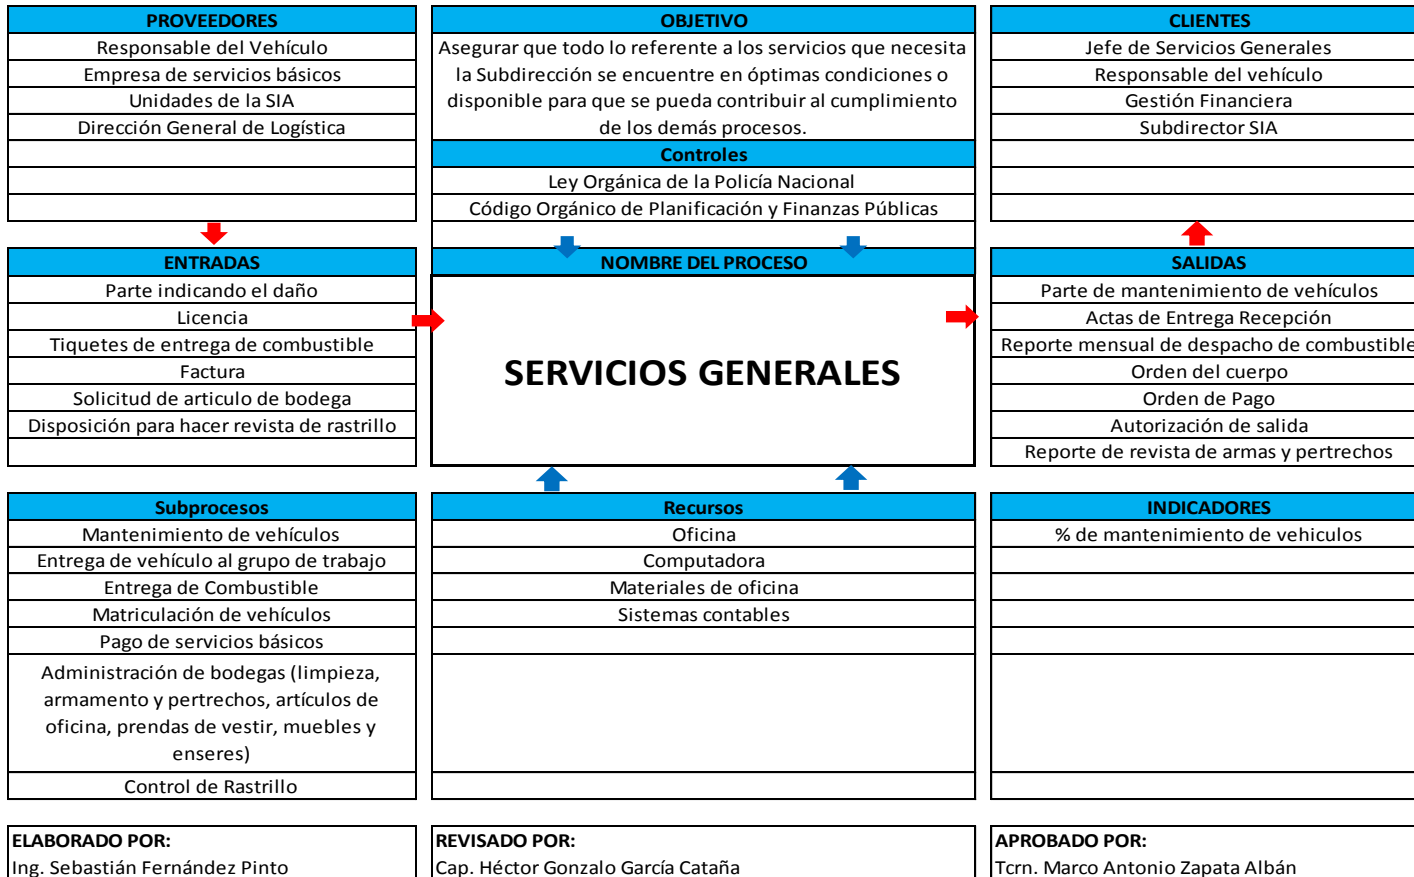 PROVEEDORES
Responsable del Vehículo
Empresa de servicios básicos
Unidades de la SIA
Dirección General de Logística
OBJETIVO
Asegurar que todo lo referente a los servicios que necesita
la Subdirección se encuentre en óptimas condiciones o
disponible para que se pueda contribuir al cumplimiento
de los demás procesos.
Controles
Ley Orgánica de la Policía Nacional
Código Orgánico de Planificación y Finanzas Públicas
CLIENTES
Jefe de Servicios Generales
Responsable del vehículo
Gestión Financiera
Subdirector SIA
ENTRADAS
Parte indicando el daño
Licencia
Tiquetes de entrega de combustible
Factura
Solicitud de articulo de bodega
Disposición para hacer revista de rastrillo
NOMBRE DEL PROCESO
SERVICIOS GENERALES
SALIDAS
Parte de mantenimiento de vehículos
Actas de Entrega Recepción
Reporte mensual de despacho de combustible
Orden del cuerpo
Orden de Pago
Autorización de salida
Reporte de revista de armas y pertrechos
Subprocesos
Mantenimiento de vehículos
Entrega de vehículo al grupo de trabajo
Entrega de Combustible
Matriculación de vehículos
Pago de servicios básicos
Administración de bodegas (limpieza,
armamento y pertrechos, artículos de
oficina, prendas de vestir, muebles y
enseres)
Control de Rastrillo
Recursos
Oficina
Computadora
Materiales de oficina
Sistemas contables
INDICADORES
% de mantenimiento de vehiculos
ELABORADO POR:
Ing. Sebastián Fernández Pinto
REVISADO POR:
Cap. Héctor Gonzalo García Cataña
APROBADO POR:
Tcrn. Marco Antonio Zapata Albán